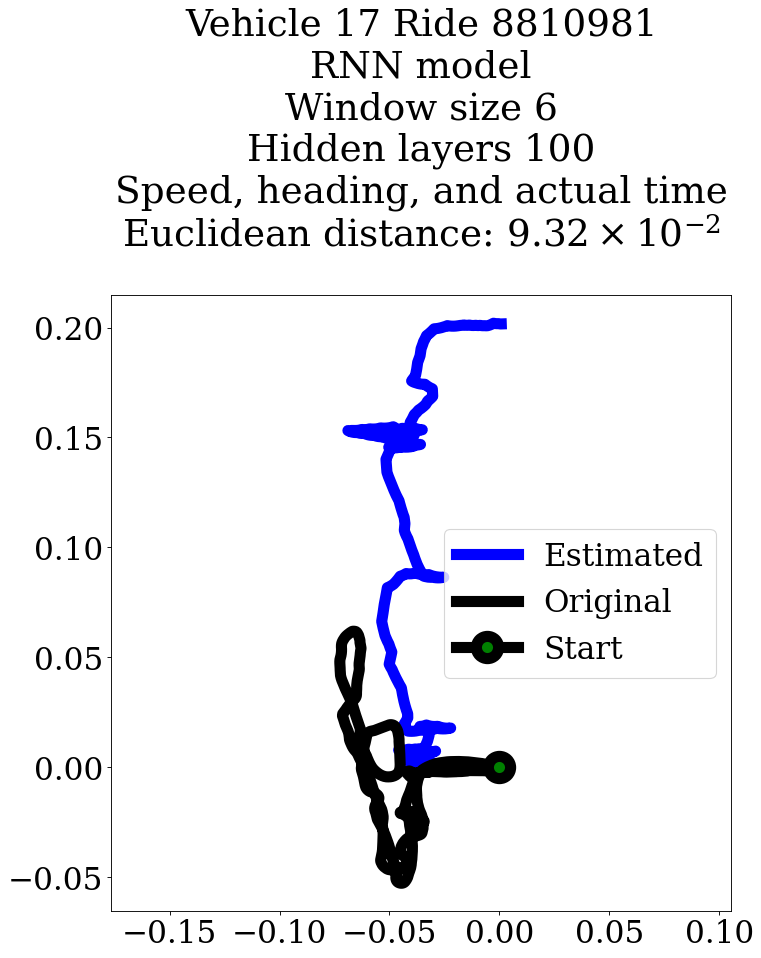 Vehicle 17 Ride 8810981
RNN model
Window size 6
Hidden layers 100
Speed, heading, and actual time
Euclidean distance: 9.32 × 10⁻²
0.20
0.15
0.10
0.05
0.00
−0.05
Estimated
Original
Start
−0.15 −0.10 −0.05 0.00 0.05 0.10